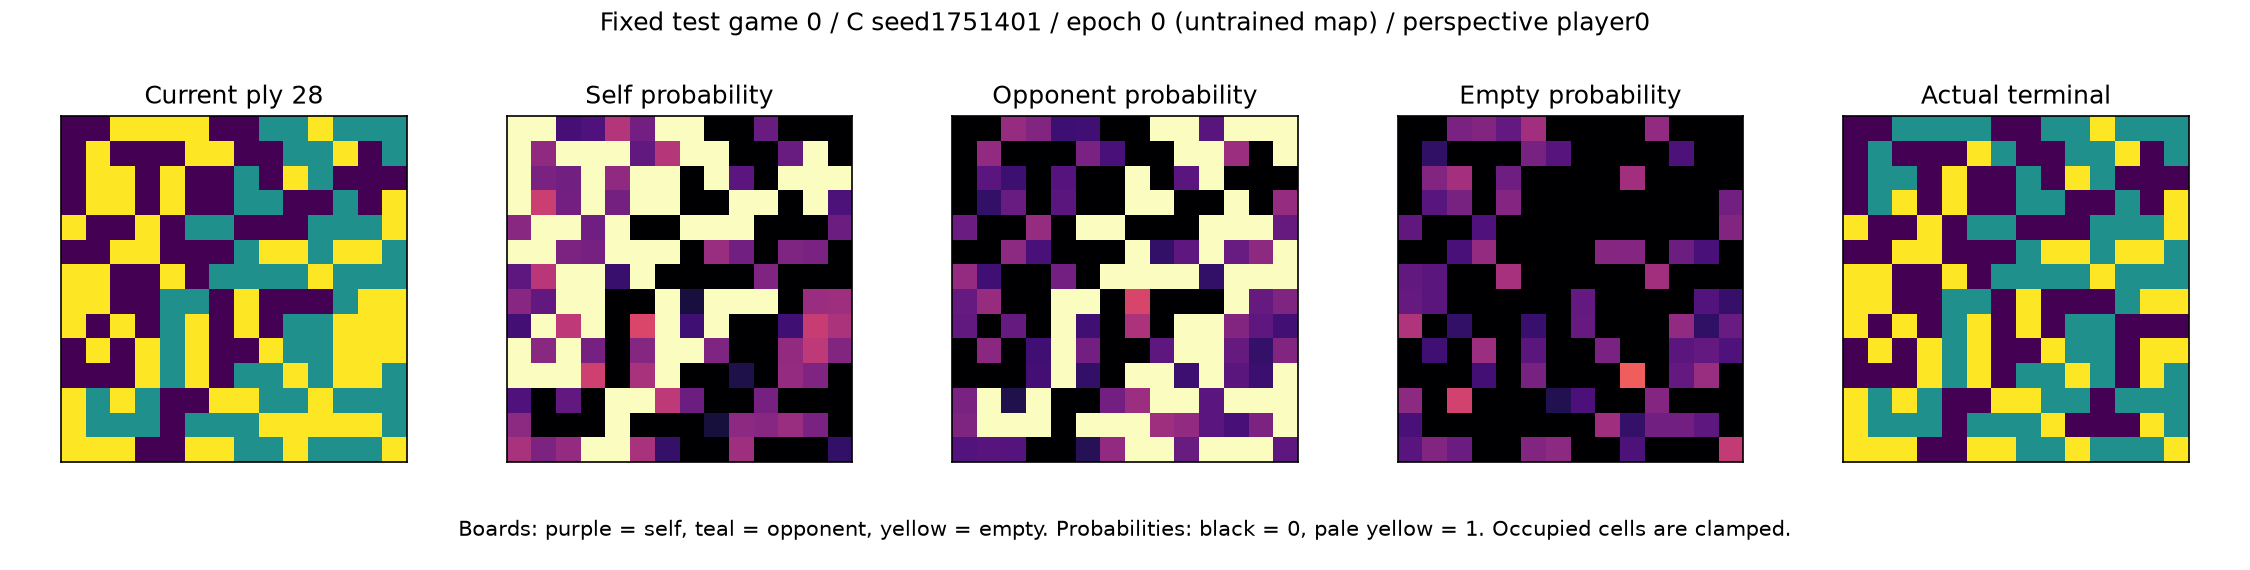 Fixed test game 0 / C seed1751401 / epoch 0 (untrained map) / perspective player0
Current ply 28
Self probability
Opponent probability
Empty probability
Actual terminal
Boards: purple = self, teal = opponent, yellow = empty. Probabilities: black = 0, pale yellow = 1. Occupied cells are clamped.